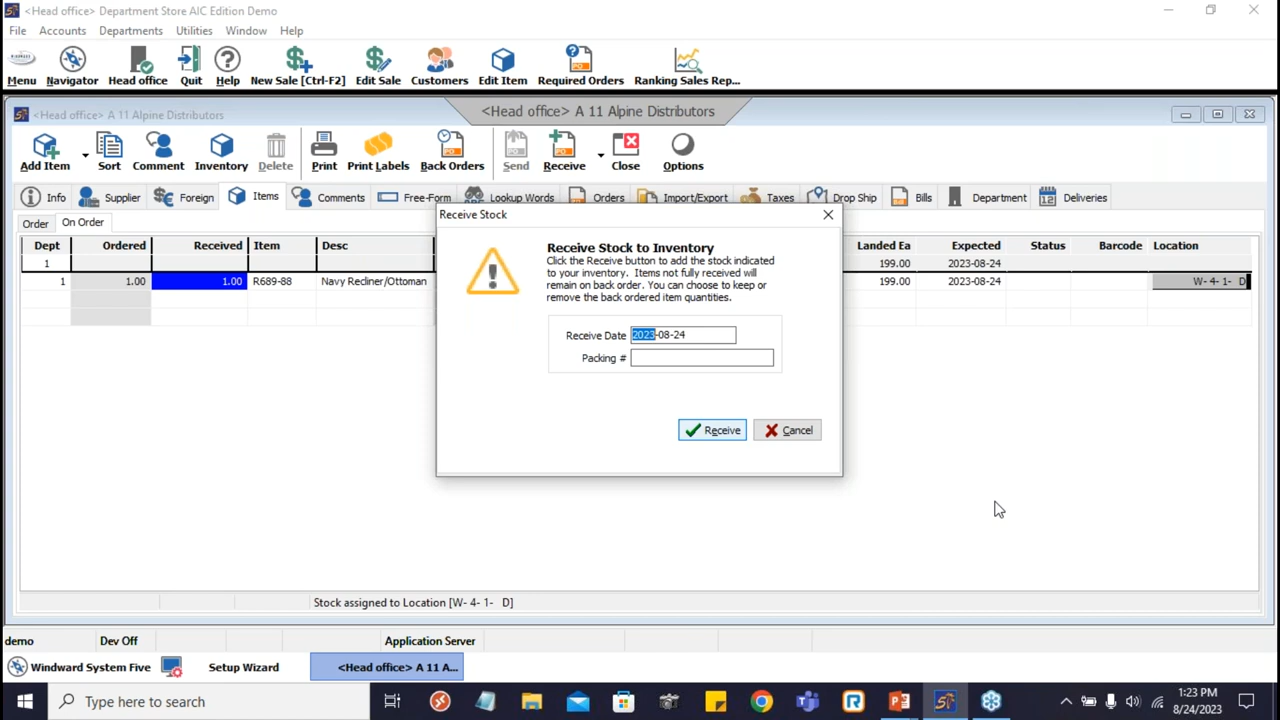 <Head office> Department Store AIC Edition Demo
File Accounts Departments Utilities Window Help
Menu Navigator Head office Quit Help New Sale [Ctrl-F2] Edit Sale Customers Edit Item Required Orders Ranking Sales Rep...
<Head office> A 11 Alpine Distributors
<Head office> A 11 Alpine Distributors
Add Item Sort Comment Inventory Delete Print Print Labels Back Orders Send Receive Close Options
Info Supplier Foreign Items Comments Free-Form Lookup Words Orders Import/Export Taxes Drop Ship Bills Department Deliveries
Order On Order
Dept Ordered Received Item Desc Landed Ea Expected Status Barcode Location
1 199.00 2023-08-24
1 1.00 1.00 R689-88 Navy Recliner/Ottoman 199.00 2023-08-24 W- 4- 1- D
Receive Stock
Receive Stock to Inventory
Click the Receive button to add the stock indicated
to your inventory. Items not fully received will
remain on back order. You can choose to keep or
remove the back ordered item quantities.
Receive Date 2023-08-24
Packing #
Receive Cancel
Stock assigned to Location [W- 4- 1- D]
demo Dev Off Application Server
Windward System Five Setup Wizard <Head office> A 11 A...
Type here to search
1:23 PM
8/24/2023